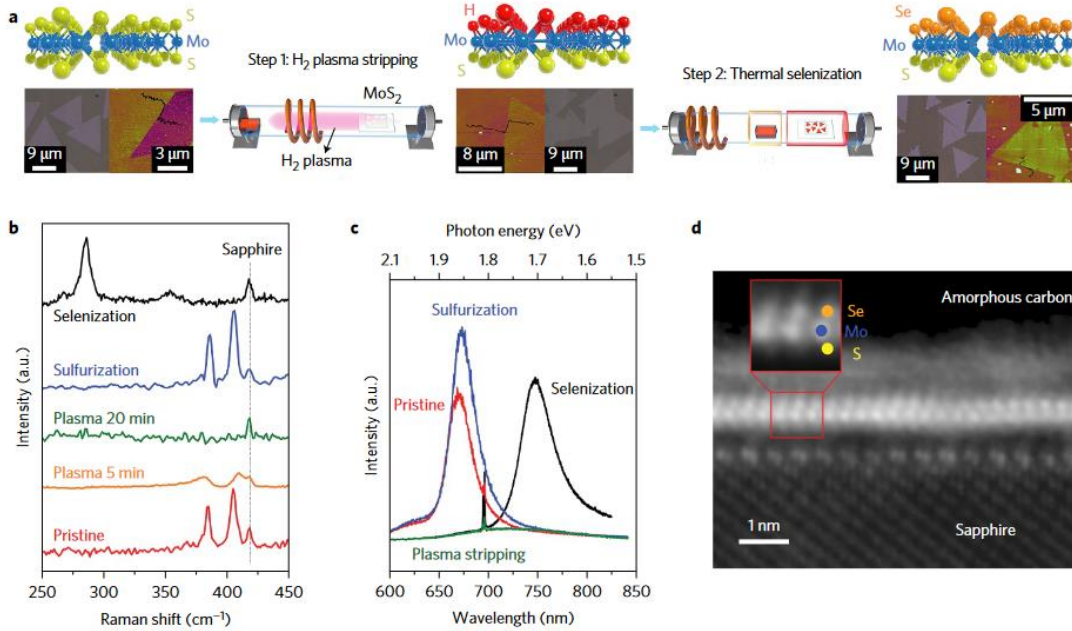 a
S
Mo
S
Step 1: H₂ plasma stripping
MoS₂
H₂ plasma
9 μm
3 μm
H
Mo
S
8 μm
9 μm
Step 2: Thermal selenization
Se
Mo
S
5 μm
9 μm
b
Sapphire
Selenization
Sulfurization
Plasma 20 min
Plasma 5 min
Pristine
Intensity (a.u.)
250 300 350 400 450
Raman shift (cm⁻¹)
c
Photon energy (eV)
2.1 2.0 1.9 1.8 1.7 1.6 1.5
Sulfurization
Pristine
Selenization
Plasma stripping
Intensity (a.u.)
600 650 700 750 800 850
Wavelength (nm)
d
Amorphous carbon
Se
Mo
S
1 nm
Sapphire